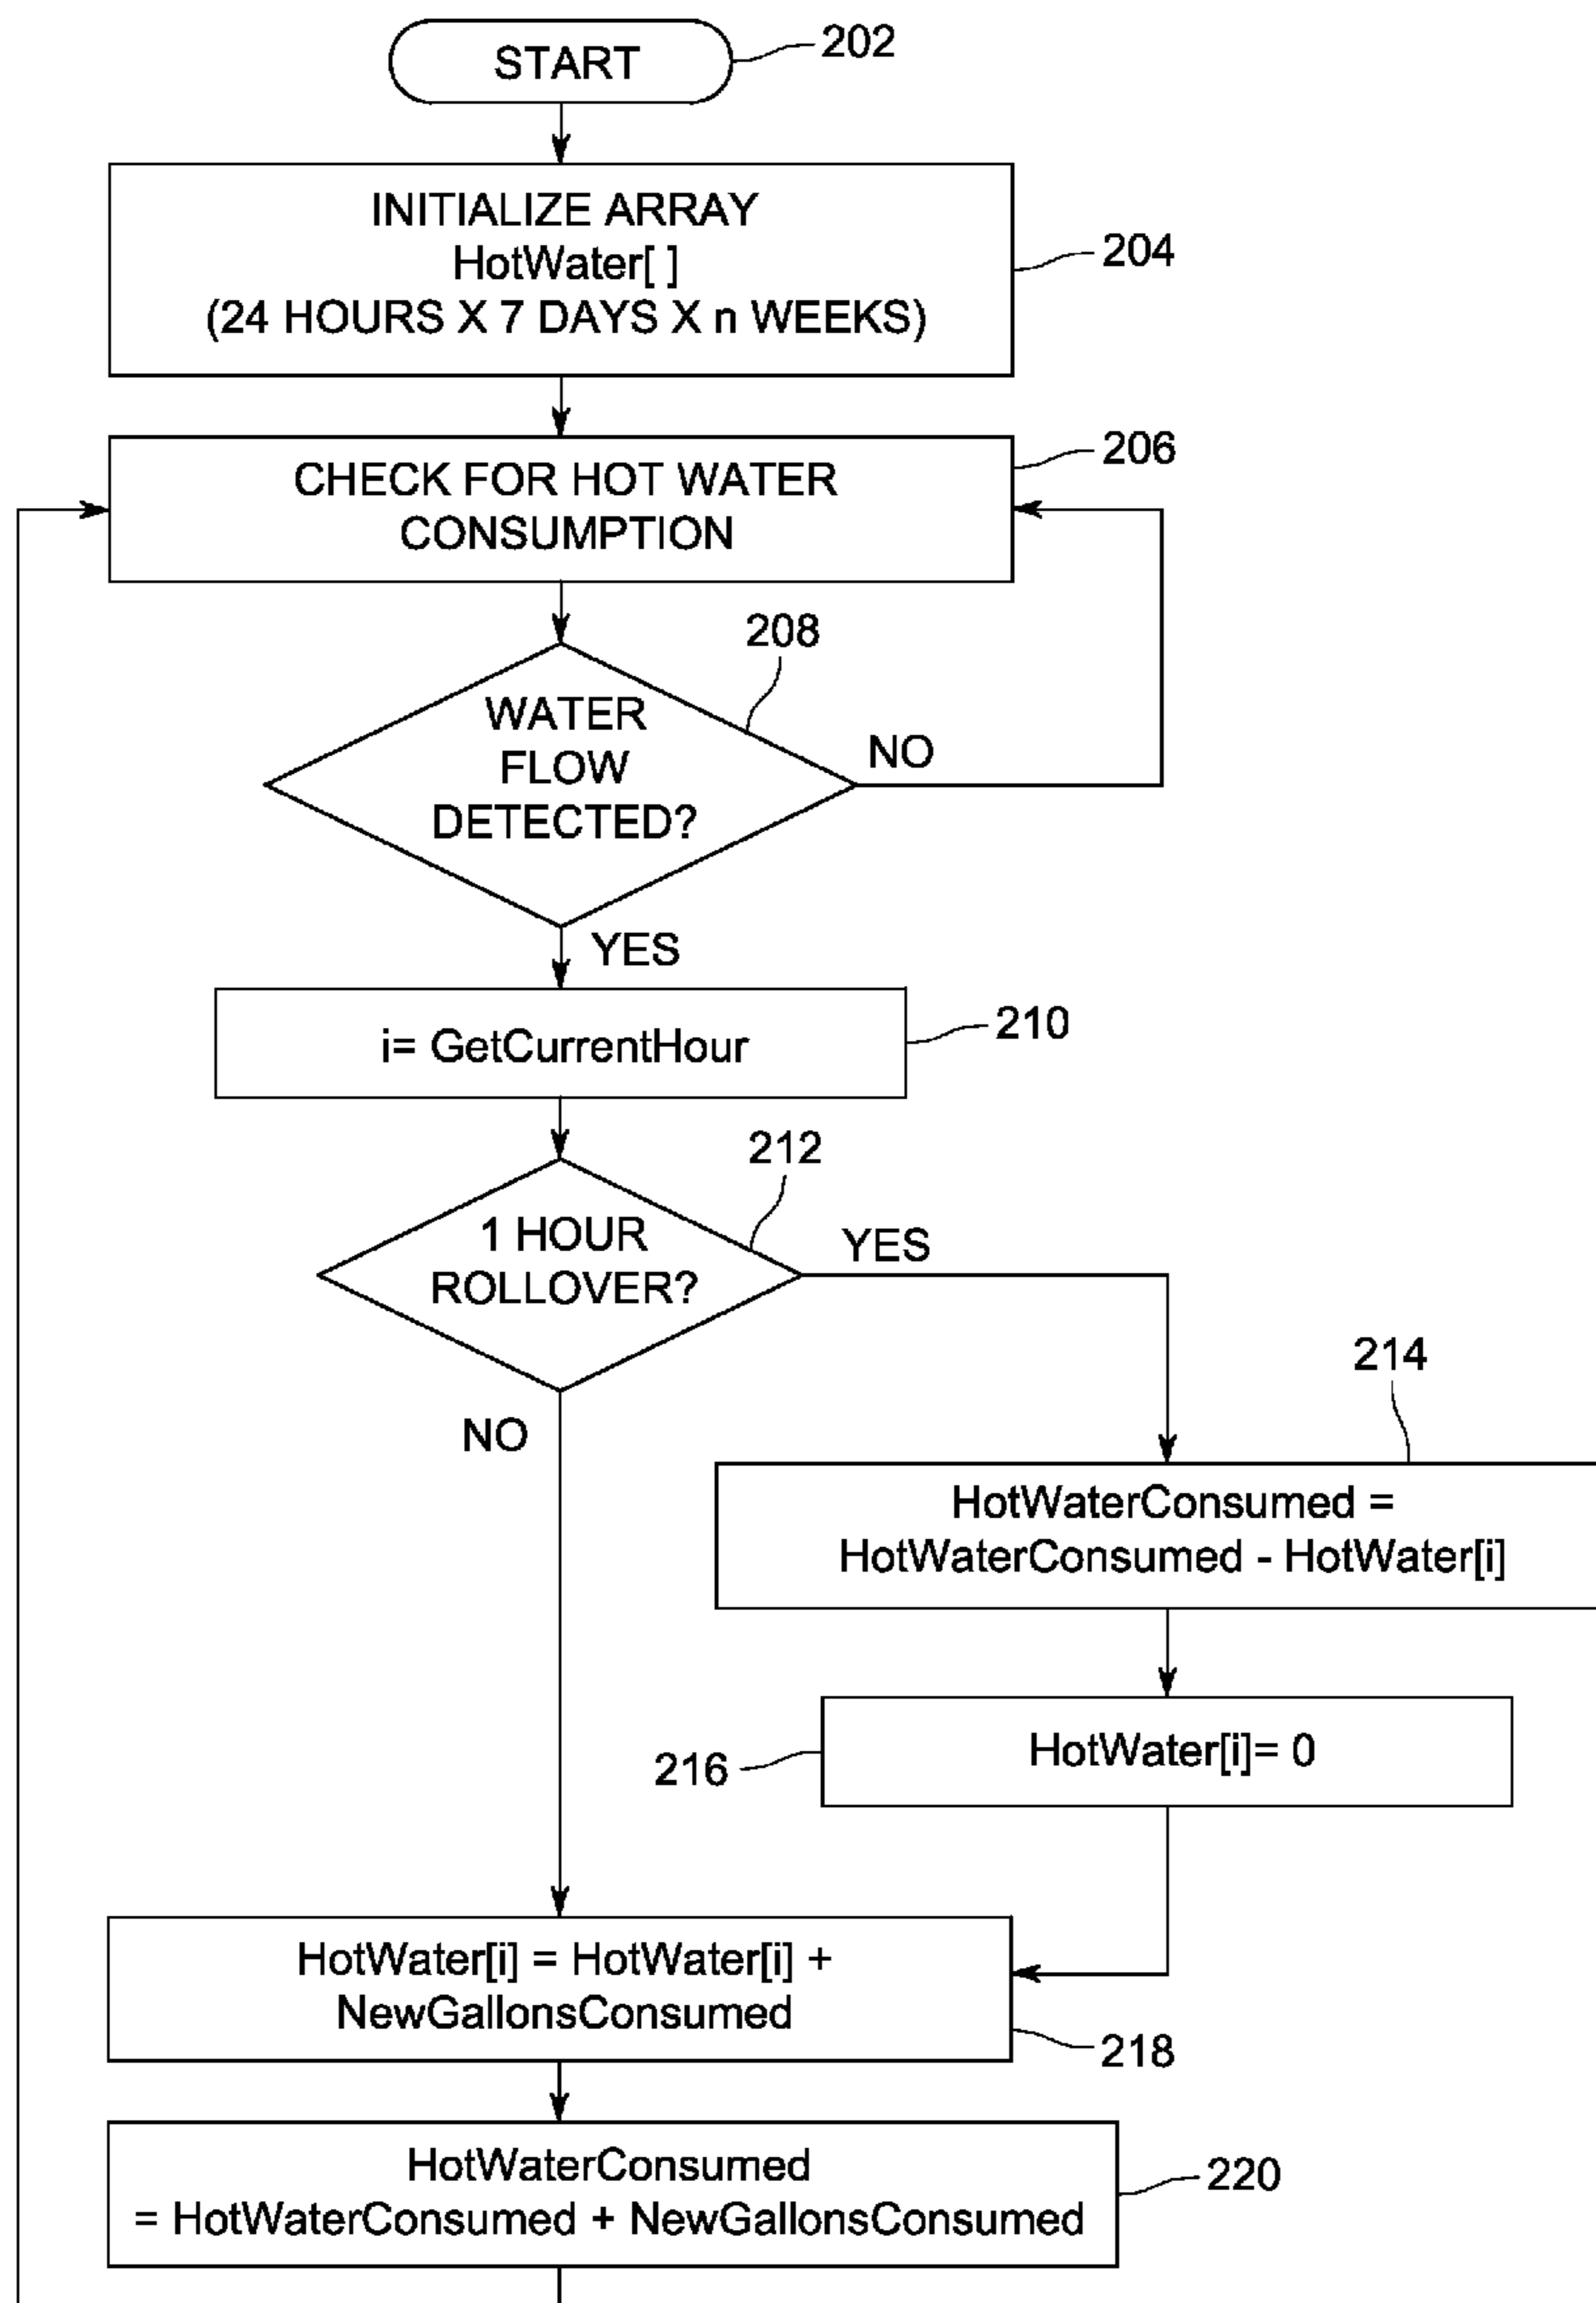 START
202
INITIALIZE ARRAY
HotWater[ ]
(24 HOURS X 7 DAYS X n WEEKS)
204
CHECK FOR HOT WATER
CONSUMPTION
206
208
WATER
FLOW
DETECTED?
NO
YES
i= GetCurrentHour
210
212
1 HOUR
ROLLOVER?
YES
NO
214
HotWaterConsumed =
HotWaterConsumed - HotWater[i]
HotWater[i]= 0
216
HotWater[i] = HotWater[i] +
NewGallonsConsumed
218
HotWaterConsumed
= HotWaterConsumed + NewGallonsConsumed
220